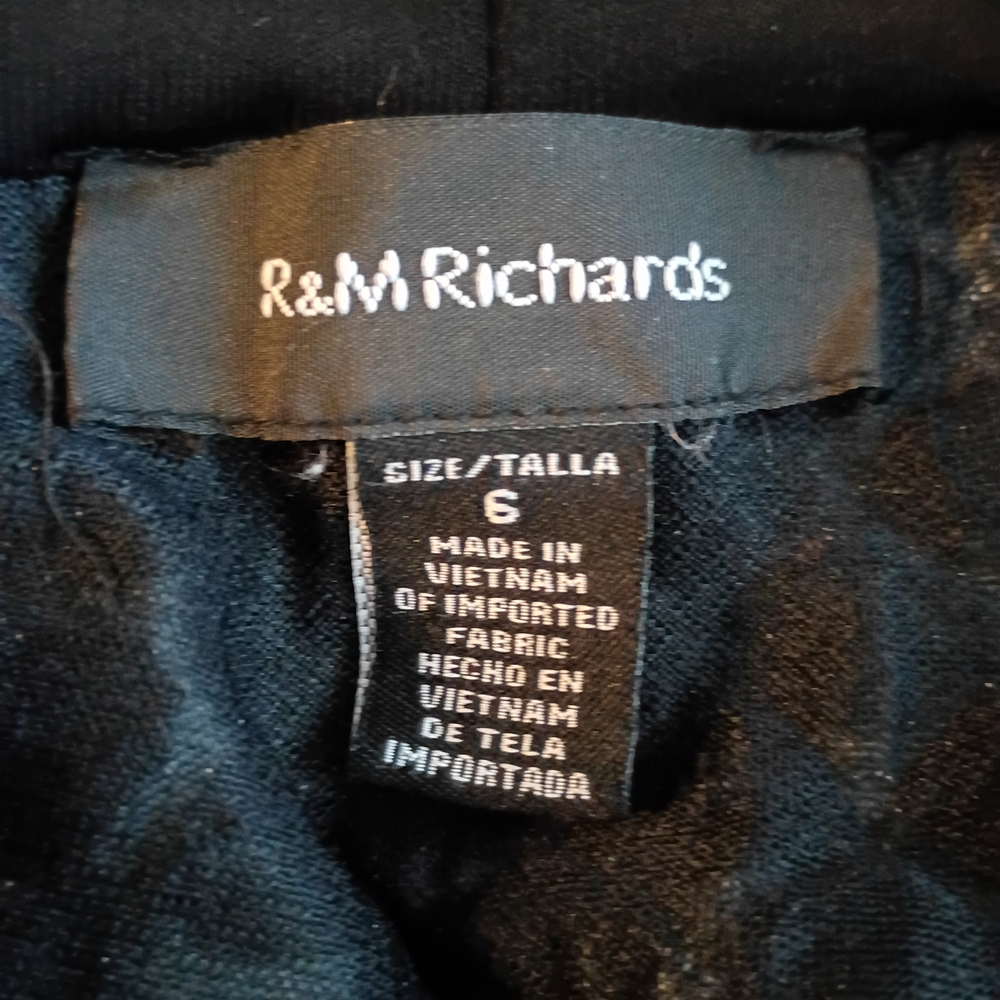 R&M Richards
SIZE/TALLA
6
MADE IN
VIETNAM
OF IMPORTED
FABRIC
HECHO EN
VIETNAM
DE TELA
IMPORTADA